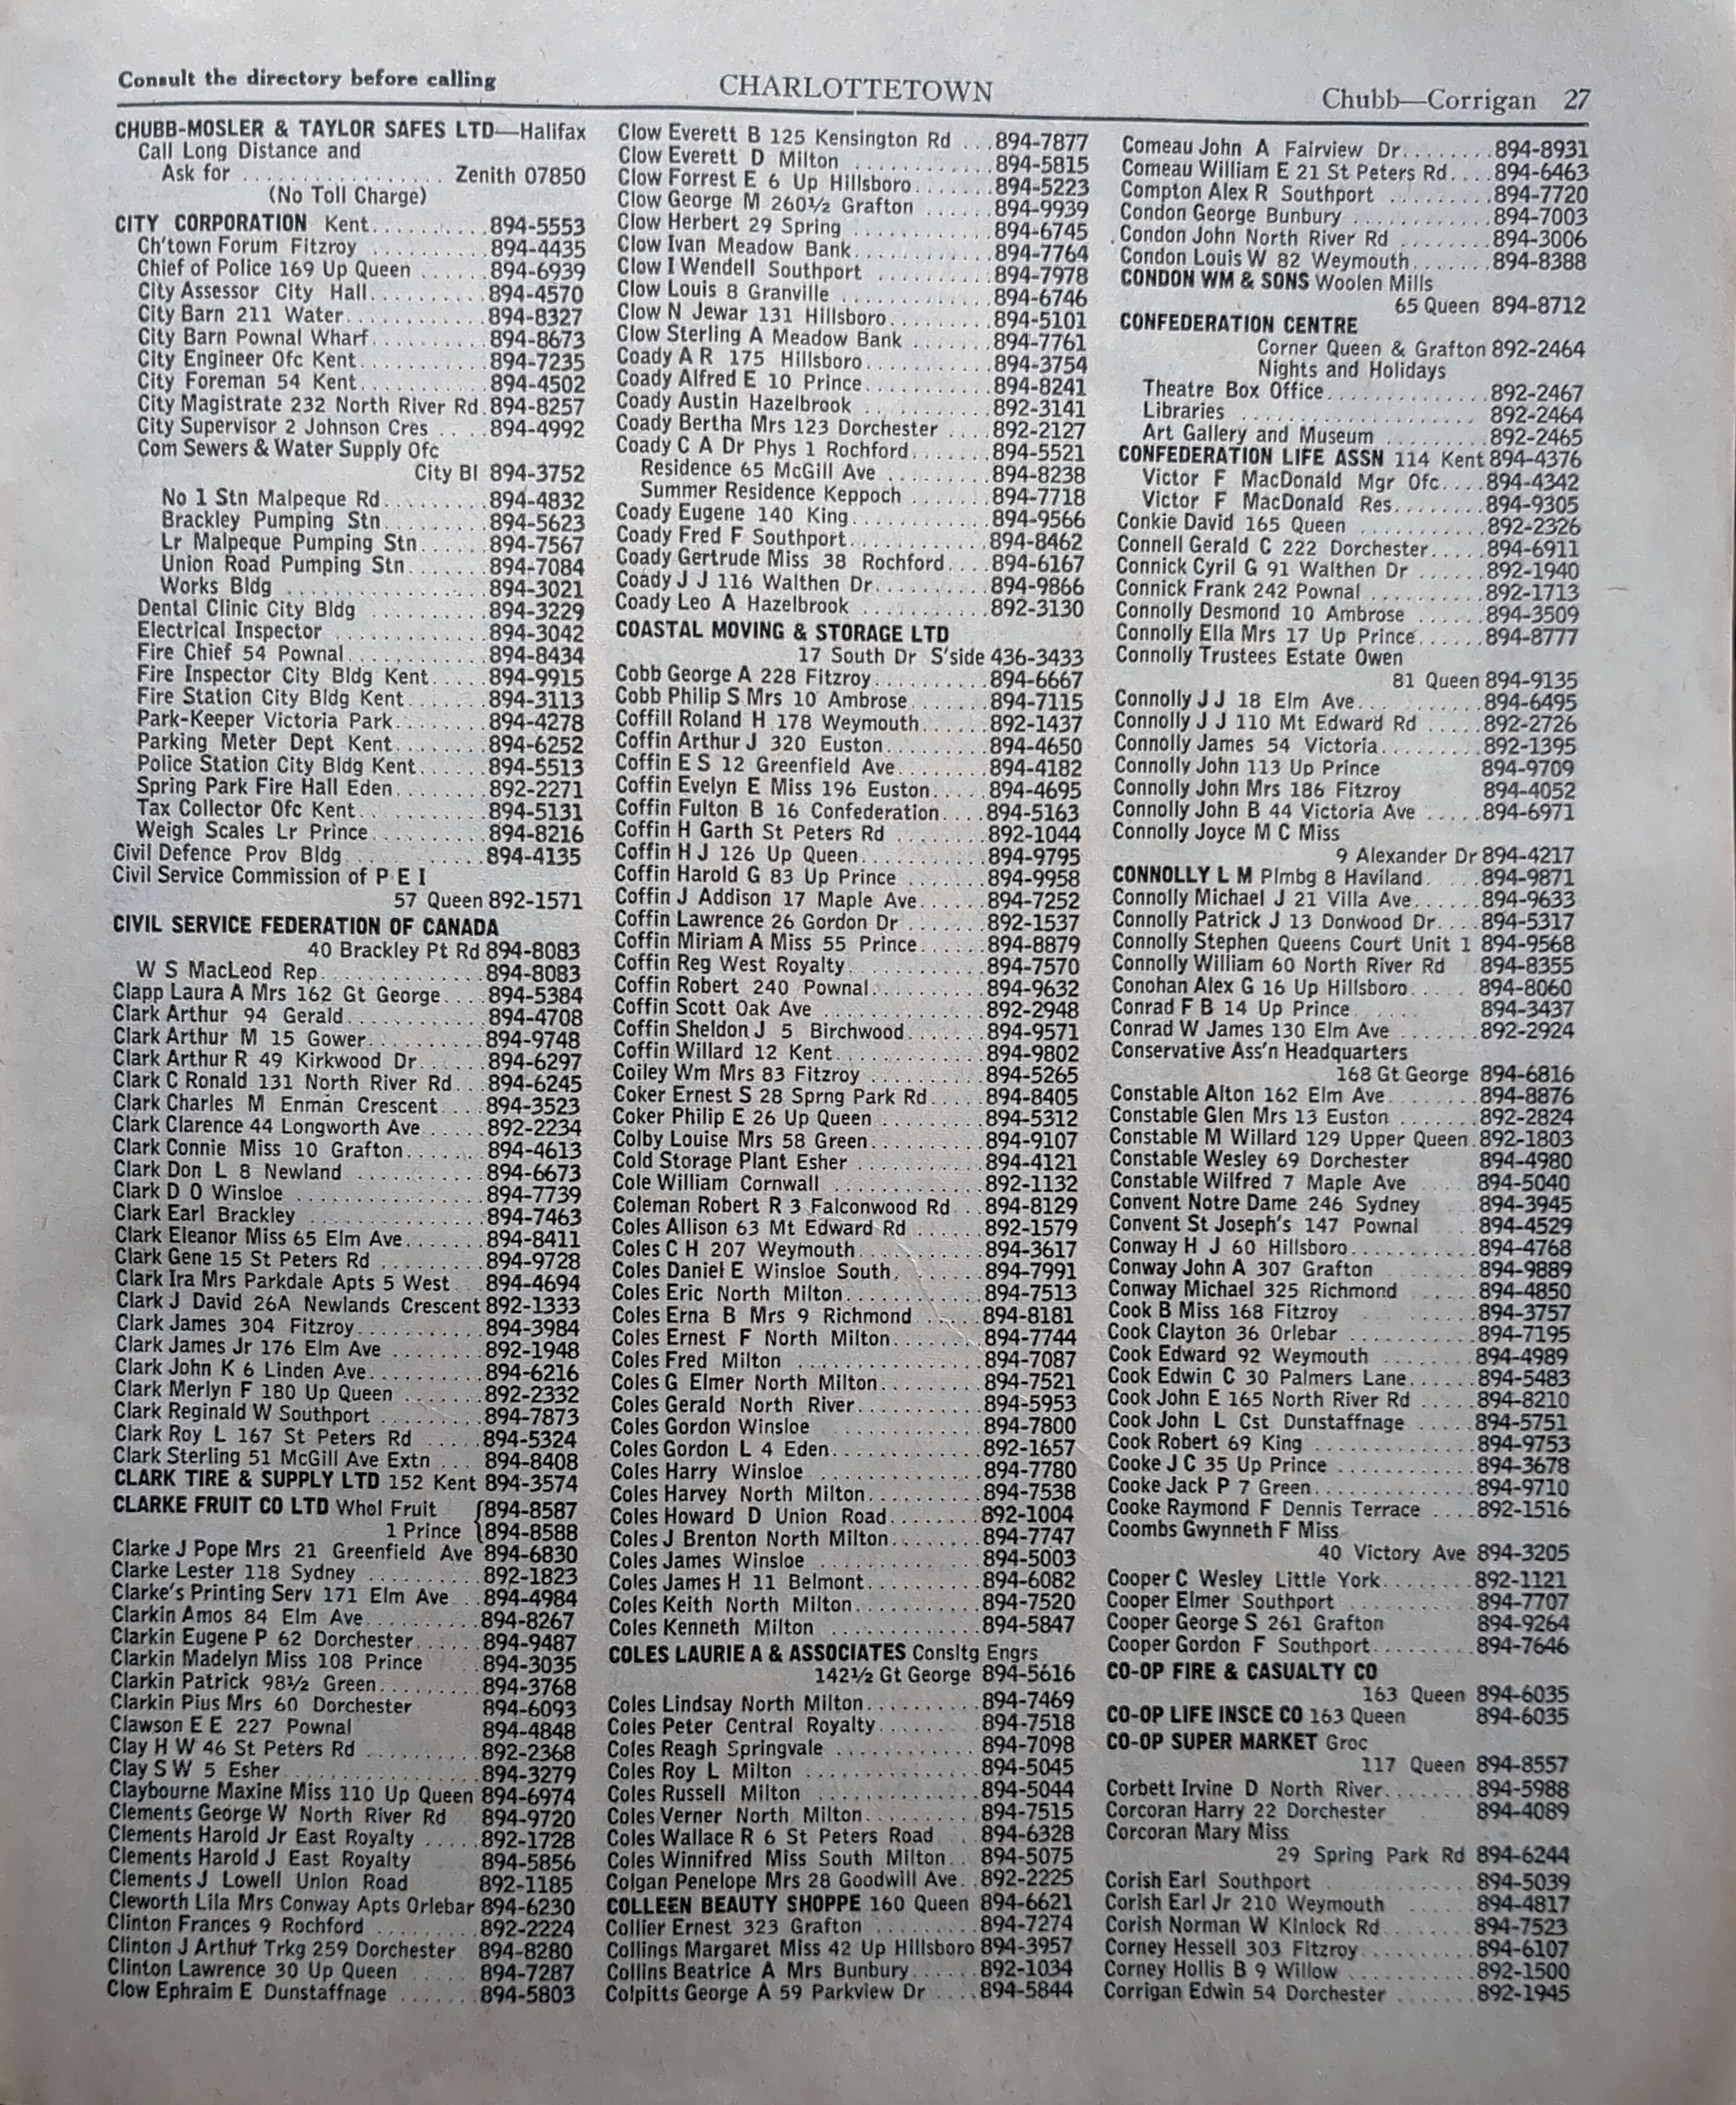 Consult the directory before calling
CHARLOTTETOWN
Chubb—Corrigan 27
CHUBB-MOSLER & TAYLOR SAFES LTD—Halifax
Call Long Distance and
Ask for ................. Zenith 07850
(No Toll Charge)
CITY CORPORATION Kent.......... 894-5553
Ch'town Forum Fitzroy .......... 894-4435
Chief of Police 169 Up Queen ...... 894-6939
City Assessor City Hall.......... 894-4570
City Barn 211 Water............ 894-8327
City Barn Pownal Wharf.......... 894-8673
City Engineer Ofc Kent.......... 894-7235
City Foreman 54 Kent.......... 894-4502
City Magistrate 232 North River Rd. 894-8257
City Supervisor 2 Johnson Cres .... 894-4992
Com Sewers & Water Supply Ofc
City Bl 894-3752
No 1 Stn Malpeque Rd......... 894-4832
Brackley Pumping Stn......... 894-5623
Lr Malpeque Pumping Stn...... 894-7567
Union Road Pumping Stn....... 894-7084
Works Bldg .................. 894-3021
Dental Clinic City Bldg .......... 894-3229
Electrical Inspector ............. 894-3042
Fire Chief 54 Pownal ............ 894-8434
Fire Inspector City Bldg Kent..... 894-9915
Fire Station City Bldg Kent....... 894-3113
Park-Keeper Victoria Park........ 894-4278
Parking Meter Dept Kent........ 894-6252
Police Station City Bldg Kent...... 894-5513
Spring Park Fire Hall Eden........ 892-2271
Tax Collector Ofc Kent........... 894-5131
Weigh Scales Lr Prince.......... 894-8216
Civil Defence Prov Bldg.......... 894-4135
Civil Service Commission of P E I
57 Queen 892-1571
CIVIL SERVICE FEDERATION OF CANADA
40 Brackley Pt Rd 894-8083
W S MacLeod Rep.............. 894-8083
Clapp Laura A Mrs 162 Gt George.... 894-5384
Clark Arthur 94 Gerald............ 894-4708
Clark Arthur M 15 Gower.......... 894-9748
Clark Arthur R 49 Kirkwood Dr...... 894-6297
Clark C Ronald 131 North River Rd... 894-6245
Clark Charles M Enman Crescent.... 894-3523
Clark Clarence 44 Longworth Ave ..... 892-2234
Clark Connie Miss 10 Grafton....... 894-4613
Clark Don L 8 Newland ........... 894-6673
Clark D O Winsloe ................ 894-7739
Clark Earl Brackley ............... 894-7463
Clark Eleanor Miss 65 Elm Ave....... 894-8411
Clark Gene 15 St Peters Rd ......... 894-9728
Clark Ira Mrs Parkdale Apts 5 West... 894-4694
Clark J David 26A Newlands Crescent 892-1333
Clark James 304 Fitzroy........... 894-3984
Clark James Jr 176 Elm Ave ........ 892-1948
Clark John K 6 Linden Ave.......... 894-6216
Clark Merlyn F 180 Up Queen ....... 892-2332
Clark Reginald W Southport ......... 894-7873
Clark Roy L 167 St Peters Rd ...... 894-5324
Clark Sterling 51 McGill Ave Extn ... 894-8408
CLARK TIRE & SUPPLY LTD 152 Kent 894-3574
CLARKE FRUIT CO LTD Whol Fruit {894-8587
1 Prince {894-8588
Clarke J Pope Mrs 21 Greenfield Ave 894-6830
Clarke Lester 118 Sydney .......... 892-1823
Clarke's Printing Serv 171 Elm Ave ... 894-4984
Clarkin Amos 84 Elm Ave.......... 894-8267
Clarkin Eugene P 62 Dorchester...... 894-9487
Clarkin Madelyn Miss 108 Prince ... 894-3035
Clarkin Patrick 98½ Green......... 894-3768
Clarkin Pius Mrs 60 Dorchester 894-6093
Clawson E E 227 Pownal 894-4848
Clay H W 46 St Peters Rd .......... 892-2368
Clay S W 5 Esher................. 894-3279
Claybourne Maxine Miss 110 Up Queen 894-6974
Clements George W North River Rd 894-9720
Clements Harold Jr East Royalty ..... 892-1728
Clements Harold J East Royalty 894-5856
Clements J Lowell Union Road 892-1185
Cleworth Lila Mrs Conway Apts Orlebar 894-6230
Clinton Frances 9 Rochford ......... 892-2224
Clinton J Arthur Trkg 259 Dorchester 894-8280
Clinton Lawrence 30 Up Queen ...... 894-7287
Clow Ephraim E Dunstaffnage ....... 894-5803
Clow Everett B 125 Kensington Rd ... 894-7877
Clow Everett D Milton ............ 894-5815
Clow Forrest E 6 Up Hillsboro....... 894-5223
Clow George M 260½ Grafton ...... 894-9939
Clow Herbert 29 Spring ........... 894-6745
Clow Ivan Meadow Bank........... 894-7764
Clow I Wendell Southport ......... 894-7978
Clow Louis 8 Granville ............ 894-6746
Clow N Jewar 131 Hillsboro........ 894-5101
Clow Sterling A Meadow Bank ....... 894-7761
Coady A R 175 Hillsboro.......... 894-3754
Coady Alfred E 10 Prince.......... 894-8241
Coady Austin Hazelbrook .......... 892-3141
Coady Bertha Mrs 123 Dorchester .... 892-2127
Coady C A Dr Phys 1 Rochford....... 894-5521
Residence 65 McGill Ave ......... 894-8238
Summer Residence Keppoch ....... 894-7718
Coady Eugene 140 King........... 894-9566
Coady Fred F Southport........... 894-8462
Coady Gertrude Miss 38 Rochford.... 894-6167
Coady J J 116 Walthen Dr.......... 894-9866
Coady Leo A Hazelbrook .......... 892-3130
COASTAL MOVING & STORAGE LTD
17 South Dr S'side 436-3433
Cobb George A 228 Fitzroy......... 894-6667
Cobb Philip S Mrs 10 Ambrose....... 894-7115
Coffill Roland H 178 Weymouth...... 892-1437
Coffin Arthur J 320 Euston......... 894-4650
Coffin E S 12 Greenfield Ave........ 894-4182
Coffin Evelyn E Miss 196 Euston..... 894-4695
Coffin Fulton B 16 Confederation.... 894-5163
Coffin H Garth St Peters Rd ........ 892-1044
Coffin H J 126 Up Queen........... 894-9795
Coffin Harold G 83 Up Prince ....... 894-9958
Coffin J Addison 17 Maple Ave....... 894-7252
Coffin Lawrence 26 Gordon Dr ....... 892-1537
Coffin Miriam A Miss 55 Prince...... 894-8879
Coffin Reg West Royalty............ 894-7570
Coffin Robert 240 Pownal.......... 894-9632
Coffin Scott Oak Ave .............. 892-2948
Coffin Sheldon J 5 Birchwood....... 894-9571
Coffin Willard 12 Kent............. 894-9802
Coiley Wm Mrs 83 Fitzroy .......... 894-5265
Coker Ernest S 28 Sprng Park Rd..... 894-8405
Coker Philip E 26 Up Queen ........ 894-5312
Colby Louise Mrs 58 Green.......... 894-9107
Cold Storage Plant Esher ........... 894-4121
Cole William Cornwall ............. 892-1132
Coleman Robert R 3 Falconwood Rd ... 894-8129
Coles Allison 63 Mt Edward Rd ...... 892-1579
Coles C H 207 Weymouth........... 894-3617
Coles Daniel E Winsloe South........ 894-7991
Coles Eric North Milton............ 894-7513
Coles Erna B Mrs 9 Richmond ...... 894-8181
Coles Ernest F North Milton........ 894-7744
Coles Fred Milton ................ 894-7087
Coles G Elmer North Milton......... 894-7521
Coles Gerald North River........... 894-5953
Coles Gordon Winsloe ............ 894-7800
Coles Gordon L 4 Eden............. 892-1657
Coles Harry Winsloe .............. 894-7780
Coles Harvey North Milton.......... 894-7538
Coles Howard D Union Road........ 892-1004
Coles J Brenton North Milton........ 894-7747
Coles James Winsloe .............. 894-5003
Coles James H 11 Belmont.......... 894-6082
Coles Keith North Milton........... 894-7520
Coles Kenneth Milton ............. 894-5847
COLES LAURIE A & ASSOCIATES Consltg Engrs
142½ Gt George 894-5616
Coles Lindsay North Milton.......... 894-7469
Coles Peter Central Royalty......... 894-7518
Coles Reagh Springvale ............ 894-7098
Coles Roy L Milton ............... 894-5045
Coles Russell Milton ............... 894-5044
Coles Verner North Milton.......... 894-7515
Coles Wallace R 6 St Peters Road ... 894-6328
Coles Winnifred Miss South Milton... 894-5075
Colgan Penelope Mrs 28 Goodwill Ave.. 892-2225
COLLEEN BEAUTY SHOPPE 160 Queen 894-6621
Collier Ernest 323 Grafton ......... 894-7274
Collings Margaret Miss 42 Up Hillsboro 894-3957
Collins Beatrice A Mrs Bunbury...... 892-1034
Colpitts George A 59 Parkview Dr .... 894-5844
Comeau John A Fairview Dr........ 894-8931
Comeau William E 21 St Peters Rd.... 894-6463
Compton Alex R Southport ......... 894-7720
Condon George Bunbury ........... 894-7003
Condon John North River Rd ........ 894-3006
Condon Louis W 82 Weymouth....... 894-8388
CONDON WM & SONS Woolen Mills
65 Queen 894-8712
CONFEDERATION CENTRE
Corner Queen & Grafton 892-2464
Nights and Holidays
Theatre Box Office.............. 892-2467
Libraries ..................... 892-2464
Art Gallery and Museum ......... 892-2465
CONFEDERATION LIFE ASSN 114 Kent 894-4376
Victor F MacDonald Mgr Ofc.... 894-4342
Victor F MacDonald Res........ 894-9305
Conkie David 165 Queen ........... 892-2326
Connell Gerald C 222 Dorchester..... 894-6911
Connick Cyril G 91 Walthen Dr ...... 892-1940
Connick Frank 242 Pownal .......... 892-1713
Connolly Desmond 10 Ambrose ...... 894-3509
Connolly Ella Mrs 17 Up Prince...... 894-8777
Connolly Trustees Estate Owen
81 Queen 894-9135
Connolly J J 18 Elm Ave........... 894-6495
Connolly J J 110 Mt Edward Rd ..... 892-2726
Connolly James 54 Victoria......... 892-1395
Connolly John 113 Up Prince 894-9709
Connolly John Mrs 186 Fitzroy 894-4052
Connolly John B 44 Victoria Ave ..... 894-6971
Connolly Joyce M C Miss
9 Alexander Dr 894-4217
CONNOLLY L M Plmbg 8 Haviland..... 894-9871
Connolly Michael J 21 Villa Ave...... 894-9633
Connolly Patrick J 13 Donwood Dr.... 894-5317
Connolly Stephen Queens Court Unit 1 894-9568
Connolly William 60 North River Rd 894-8355
Conohan Alex G 16 Up Hillsboro..... 894-8060
Conrad F B 14 Up Prince...... 894-3437
Conrad W James 130 Elm Ave ....... 892-2924
Conservative Ass'n Headquarters
168 Gt George 894-6816
Constable Alton 162 Elm Ave........ 894-8876
Constable Glen Mrs 13 Euston ....... 892-2824
Constable M Willard 129 Upper Queen. 892-1803
Constable Wesley 69 Dorchester 894-4980
Constable Wilfred 7 Maple Ave 894-5040
Convent Notre Dame 246 Sydney 894-3945
Convent St Joseph's 147 Pownal 894-4529
Conway H J 60 Hillsboro........... 894-4768
Conway John A 307 Grafton ........ 894-9889
Conway Michael 325 Richmond ...... 894-4850
Cook B Miss 168 Fitzroy ........... 894-3757
Cook Clayton 36 Orlebar ........... 894-7195
Cook Edward 92 Weymouth ........ 894-4989
Cook Edwin C 30 Palmers Lane...... 894-5483
Cook John E 165 North River Rd ..... 894-8210
Cook John L Cst Dunstaffnage ..... 894-5751
Cook Robert 69 King .............. 894-9753
Cooke J C 35 Up Prince ............ 894-3678
Cooke Jack P 7 Green............. 894-9710
Cooke Raymond F Dennis Terrace .... 892-1516
Coombs Gwynneth F Miss
40 Victory Ave 894-3205
Cooper C Wesley Little York........ 892-1121
Cooper Elmer Southport .......... 894-7707
Cooper George S 261 Grafton 894-9264
Cooper Gordon F Southport......... 894-7646
CO-OP FIRE & CASUALTY CO
163 Queen 894-6035
CO-OP LIFE INSCE CO 163 Queen 894-6035
CO-OP SUPER MARKET Groc
117 Queen 894-8557
Corbett Irvine D North River........ 894-5988
Corcoran Harry 22 Dorchester 894-4089
Corcoran Mary Miss
29 Spring Park Rd 894-6244
Corish Earl Southport ............. 894-5039
Corish Earl Jr 210 Weymouth ...... 894-4817
Corish Norman W Kinlock Rd........ 894-7523
Corney Hessell 303 Fitzroy.......... 894-6107
Corney Hollis B 9 Willow ........... 892-1500
Corrigan Edwin 54 Dorchester ....... 892-1945